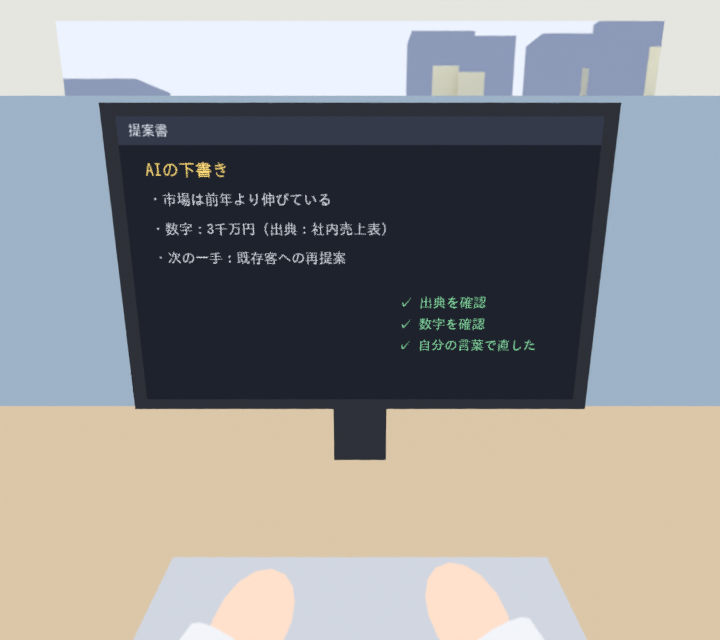 提案書
AIの下書き
・市場は前年より伸びている
・数字：3千万円（出典：社内売上表）
・次の一手：既存客への再提案
✓ 出典を確認
✓ 数字を確認
✓ 自分の言葉で直した